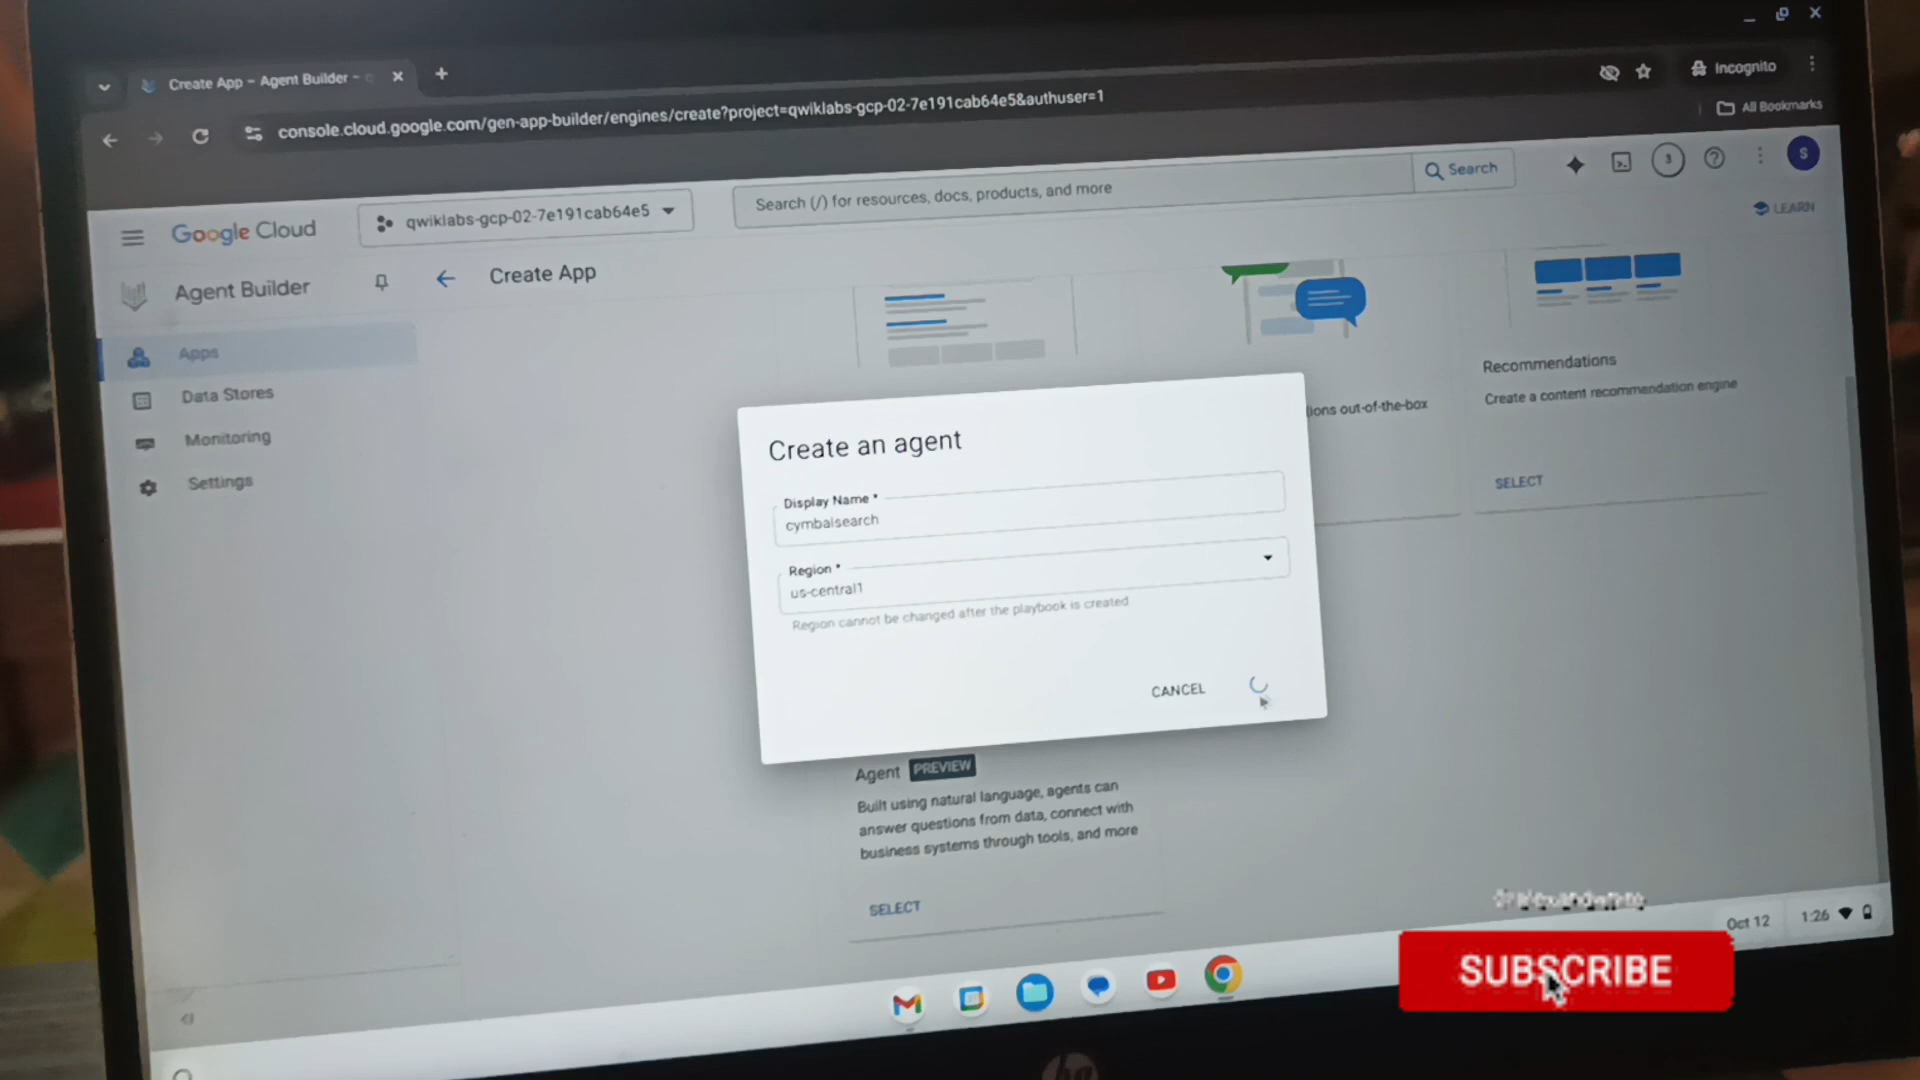 Create App - Agent Builder -
Incognito
console.cloud.google.com/gen-app-builder/engines/create?project=qwiklabs-gcp-02-7e191cab64e5&authuser=1
All Bookmarks
Google Cloud
qwiklabs-gcp-02-7e191cab64e5
Search (/) for resources, docs, products, and more
Search
3
S
LEARN
Agent Builder
Create App
Apps
Data Stores
Monitoring
Settings
ions out-of-the-box
Recommendations
Create a content recommendation engine
SELECT
Create an agent
Display Name *
cymbalsearch
Region *
us-central1
Region cannot be changed after the playbook is created
CANCEL
Agent PREVIEW
Built using natural language, agents can
answer questions from data, connect with
business systems through tools, and more
SELECT
Oct 12
1:26
SUBSCRIBE
hp